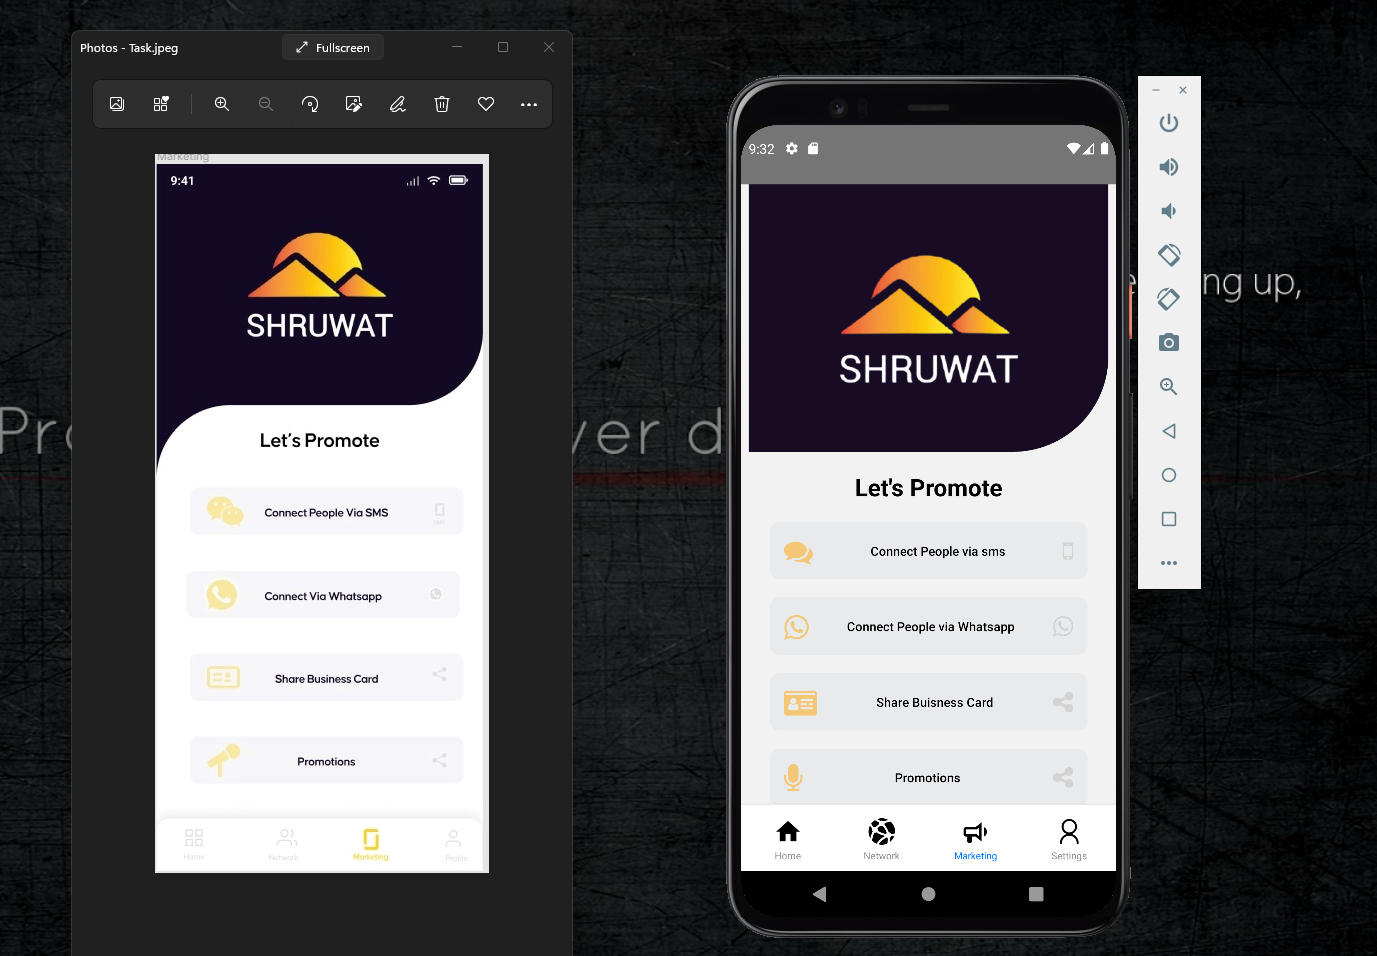 Photos - Task.jpeg
Fullscreen
Marketing
9:41
SHRUWAT
Let's Promote
Connect People Via SMS
Connect Via Whatsapp
Share Business Card
Promotions
Home
Network
Marketing
Profile
9:32
SHRUWAT
Let's Promote
Connect People via sms
Connect People via Whatsapp
Share Buisness Card
Promotions
Home
Network
Marketing
Settings
ng up,
Pr
ver d